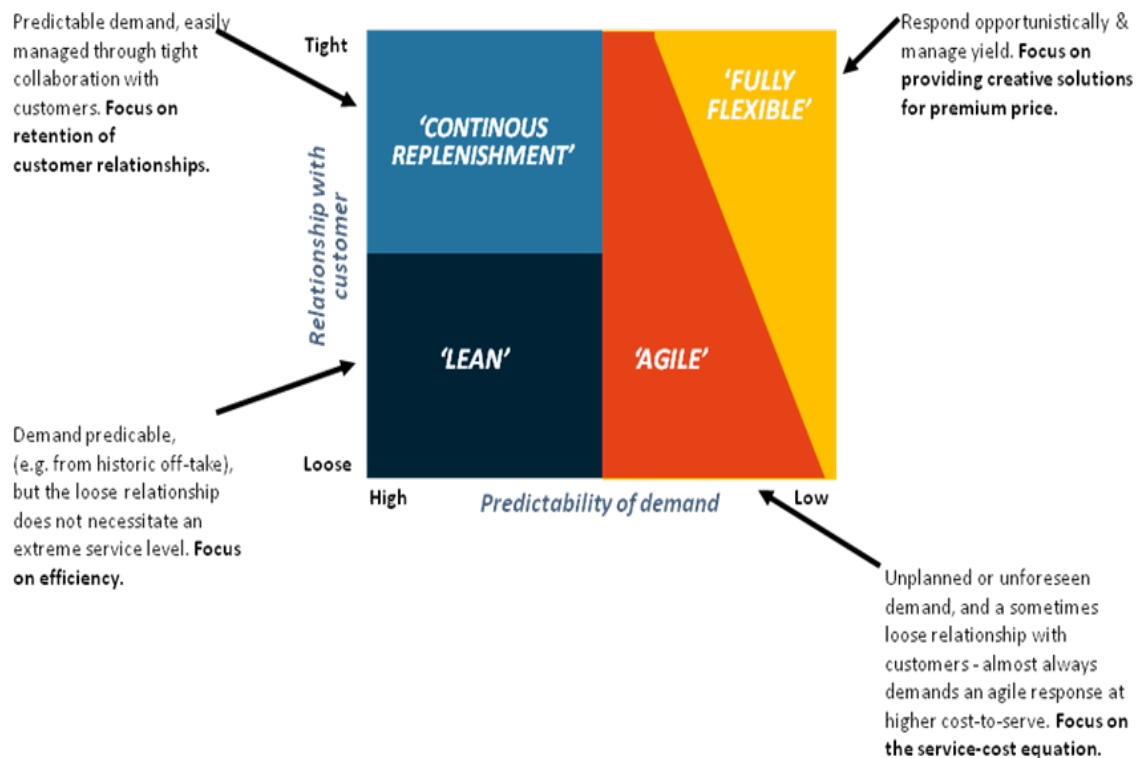 Predictable demand, easily
managed through tight
collaboration with
customers. Focus on
retention of
customer relationships.
Tight
Relationship with
customer
Loose
‘CONTINOUS
REPLENISHMENT’
‘FULLY
FLEXIBLE’
‘LEAN’
‘AGILE’
High
Predictability of demand
Low
Respond opportunistically &
manage yield. Focus on
providing creative solutions
for premium price.
Demand predicable,
(e.g. from historic off-take),
but the loose relationship
does not necessitate an
extreme service level. Focus
on efficiency.
Unplanned or unforeseen
demand, and a sometimes
loose relationship with
customers - almost always
demands an agile response at
higher cost-to-serve. Focus on
the service-cost equation.